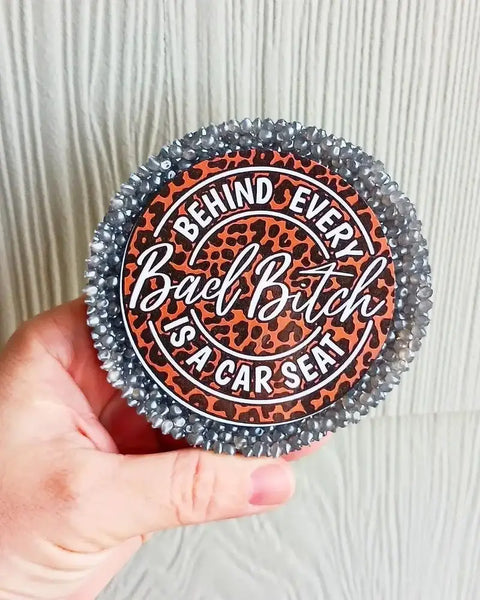 BEHIND EVERY
Bad Bitch
IS A CAR SEAT